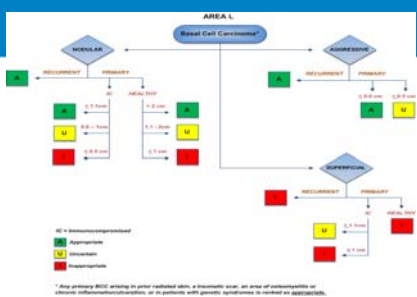 AREA L
Basal Cell Carcinoma*
NODULAR
AGGRESSIVE
RECURRENT PRIMARY
RECURRENT PRIMARY
A
IC HEALTHY
A
A
U
A
A
U
U
I
I
SUPERFICIAL
RECURRENT PRIMARY
I
IC HEALTHY
U
I
I
IC = Immunocompromised
A Appropriate
U Uncertain
I Inappropriate
* Any primary BCC arising in prior radiated skin, a traumatic scar, an area of osteomyelitis or
chronic inflammation/ulceration, or in patients with genetic syndromes is ranked as appropriate.